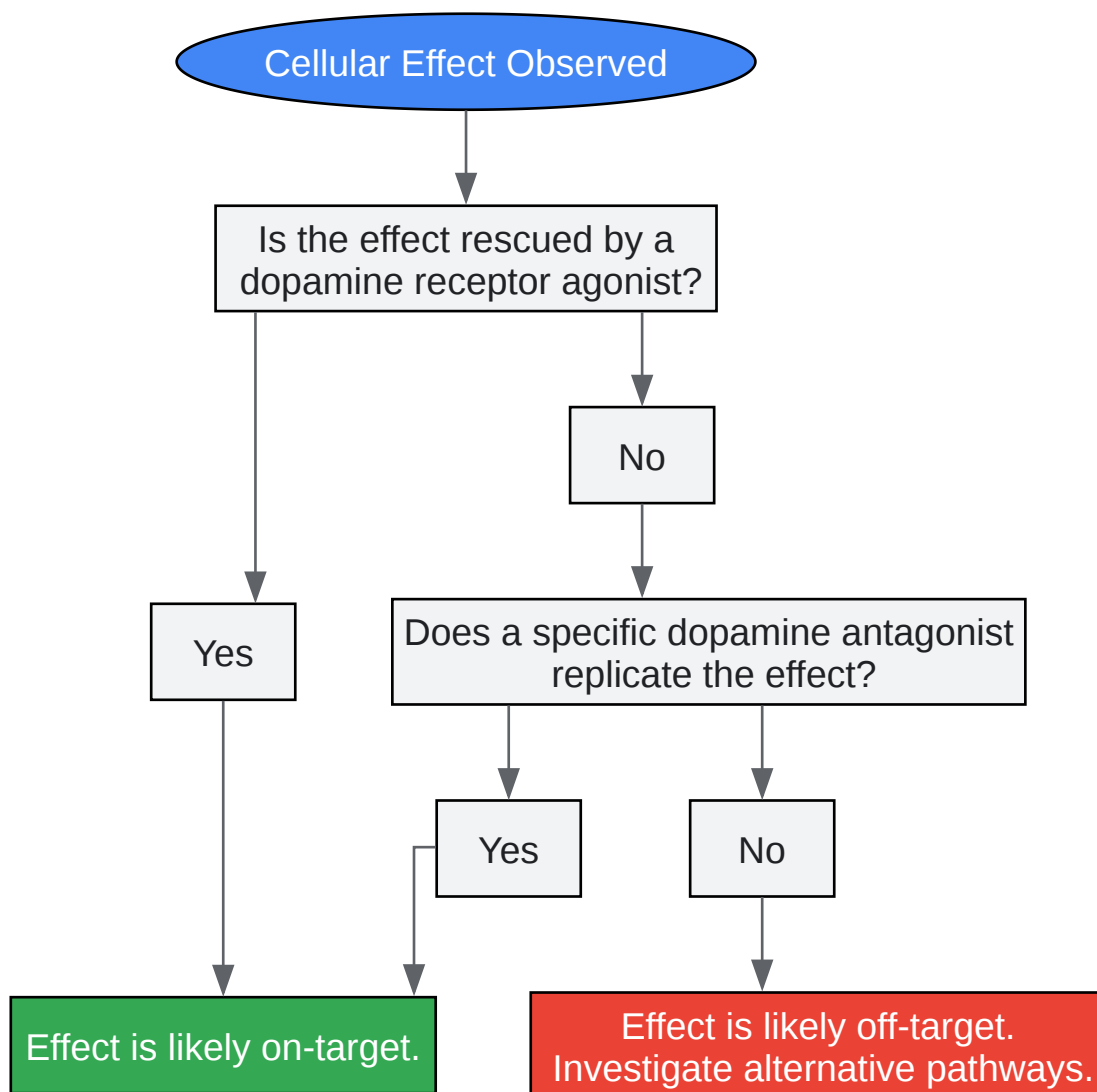 Cellular Effect Observed
Is the effect rescued by a
dopamine receptor agonist?
No
Yes
Does a specific dopamine antagonist
replicate the effect?
Yes
No
Effect is likely on-target.
Effect is likely off-target.
Investigate alternative pathways.